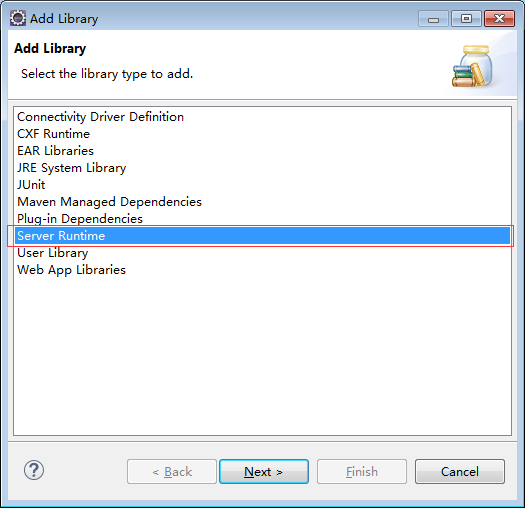 Add Library
Add Library
Select the library type to add.
Connectivity Driver Definition
CXF Runtime
EAR Libraries
JRE System Library
JUnit
Maven Managed Dependencies
Plug-in Dependencies
Server Runtime
User Library
Web App Libraries
? < Back Next > Finish Cancel